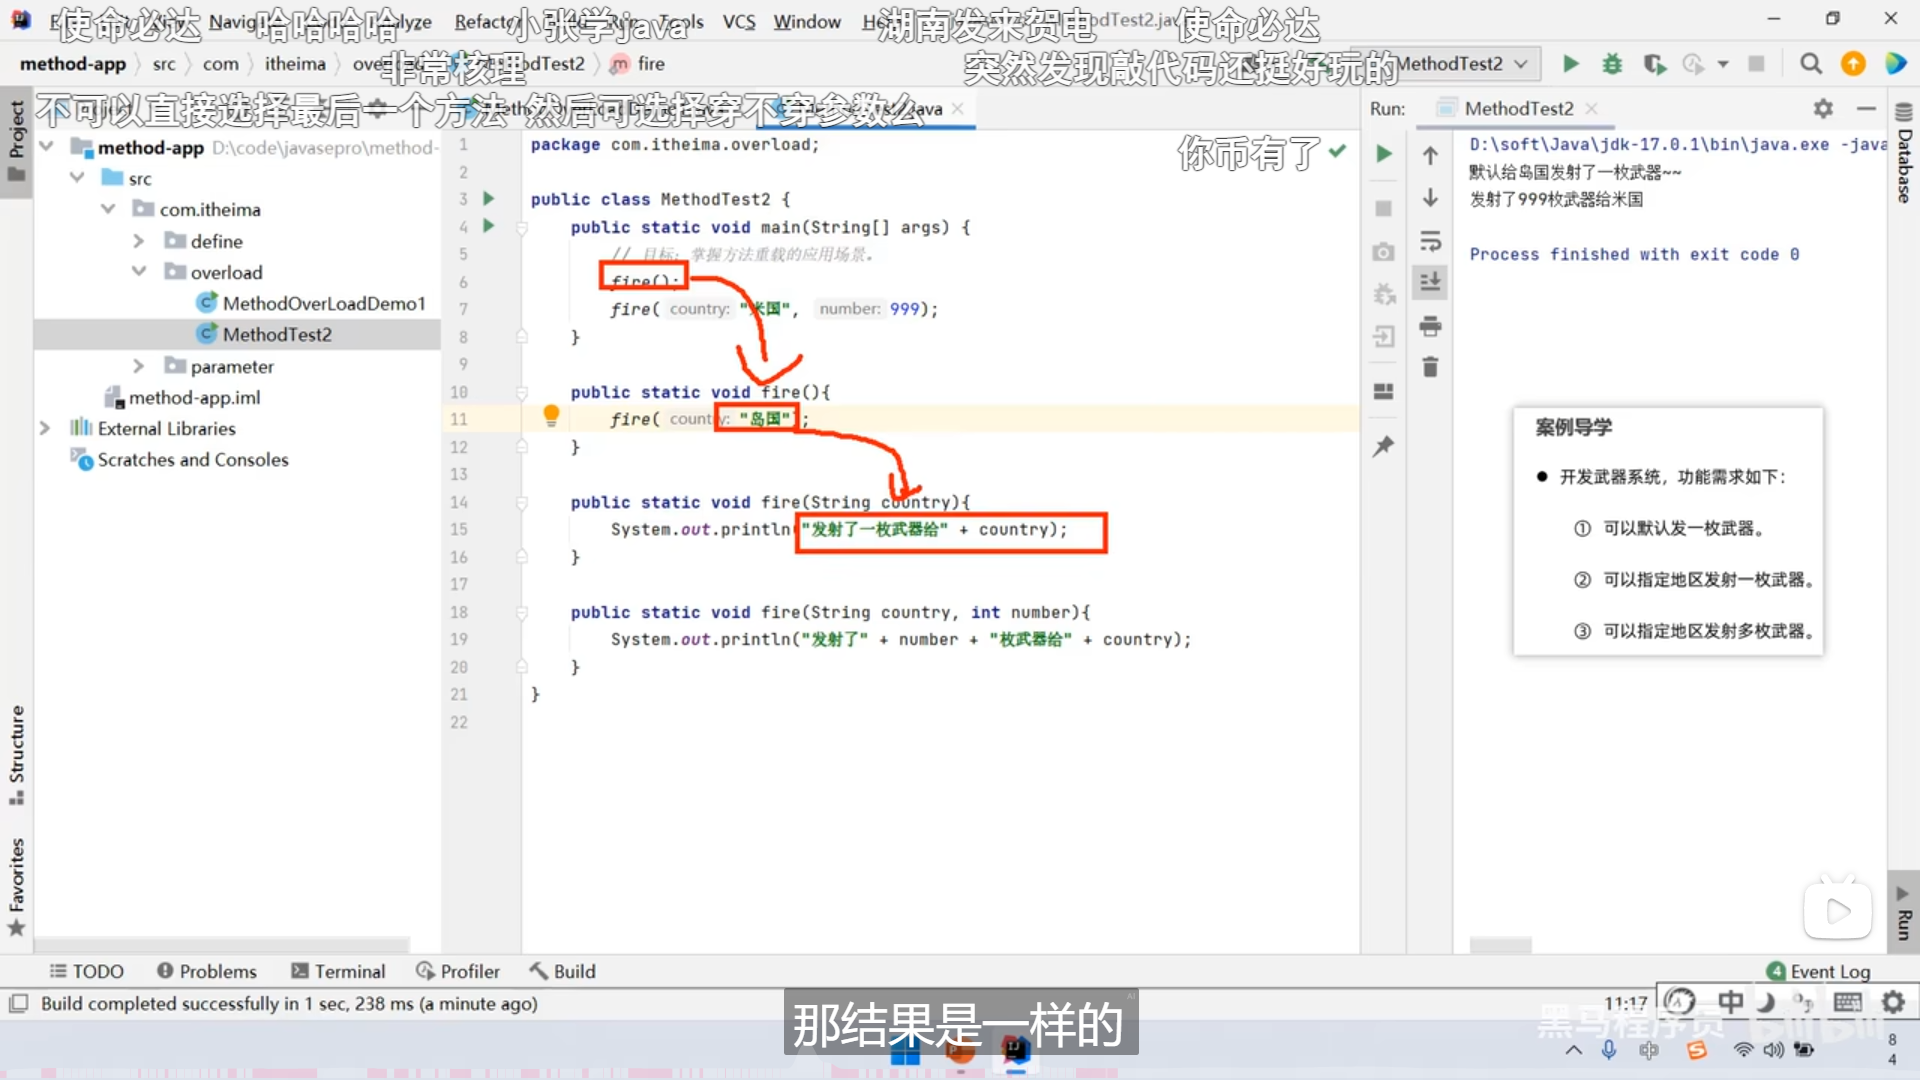 Refactor Tools VCS Window
使命必达 哈哈哈哈 小张学java 湖南发来贺电 使命必达
method-app src com itheima MethodTest2 fire
非常核理 突然发现敲代码还挺好玩的
MethodTest2
不可以直接选择最后一个方法 然后可选择穿不穿参数么
你币有了
Project
method-app D:\code\javasepro\method-
src
com.itheima
define
overload
MethodOverLoadDemo1
MethodTest2
parameter
method-app.iml
External Libraries
Scratches and Consoles
Structure
Favorites
1 package com.itheima.overload;
2
3 public class MethodTest2 {
4 public static void main(String[] args) {
5 // 目标：掌握方法重载的应用场景。
6 fire();
7 fire( country: "米国", number: 999);
8 }
9
10 public static void fire(){
11 fire( country: "岛国");
12 }
13
14 public static void fire(String country){
15 System.out.println("发射了一枚武器给" + country);
16 }
17
18 public static void fire(String country, int number){
19 System.out.println("发射了" + number + "枚武器给" + country);
20 }
21 }
22
Run: MethodTest2
D:\soft\Java\jdk-17.0.1\bin\java.exe -java
默认给岛国发射了一枚武器~~
发射了999枚武器给米国
Process finished with exit code 0
Database
案例导学
● 开发武器系统，功能需求如下：
① 可以默认发一枚武器。
② 可以指定地区发射一枚武器。
③ 可以指定地区发射多枚武器。
Run
TODO Problems Terminal Profiler Build
4 Event Log
Build completed successfully in 1 sec, 238 ms (a minute ago)
11:17
中
黑马程序员 bilibili
那结果是一样的
中
8
4